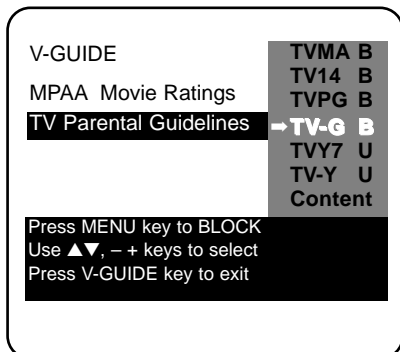 V-GUIDE
MPAA Movie Ratings
TV Parental Guidelines
TVMA B
TV14 B
TVPG B
➡TV-G B
TVY7 U
TV-Y U
Content
Press MENU key to BLOCK
Use ▲▼, – + keys to select
Press V-GUIDE key to exit